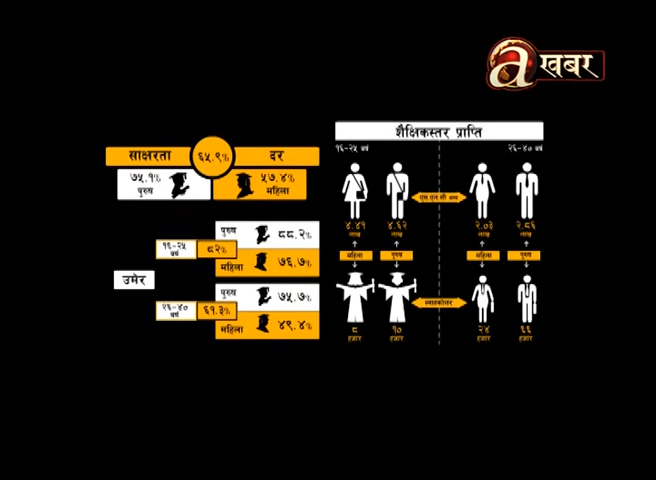 a खबर
साक्षरता ६५.९% दर
७५.१% पुरुष
५७.४% महिला
उमेर
१६-२५ वर्ष
८२%
पुरुष ८८.२%
महिला ७६.७%
२६-४० वर्ष
६१.३%
पुरुष ७५.७%
महिला ४९.४%
शैक्षिकस्तर प्राप्ति
१६-२५ वर्ष
२६-४० वर्ष
एस.एल.सी
४.४१ लाख
४.६२ लाख
२.०३ लाख
२.८६ लाख
महिला
पुरुष
महिला
पुरुष
स्नातकोत्तर
८ हजार
१० हजार
२४ हजार
६६ हजार